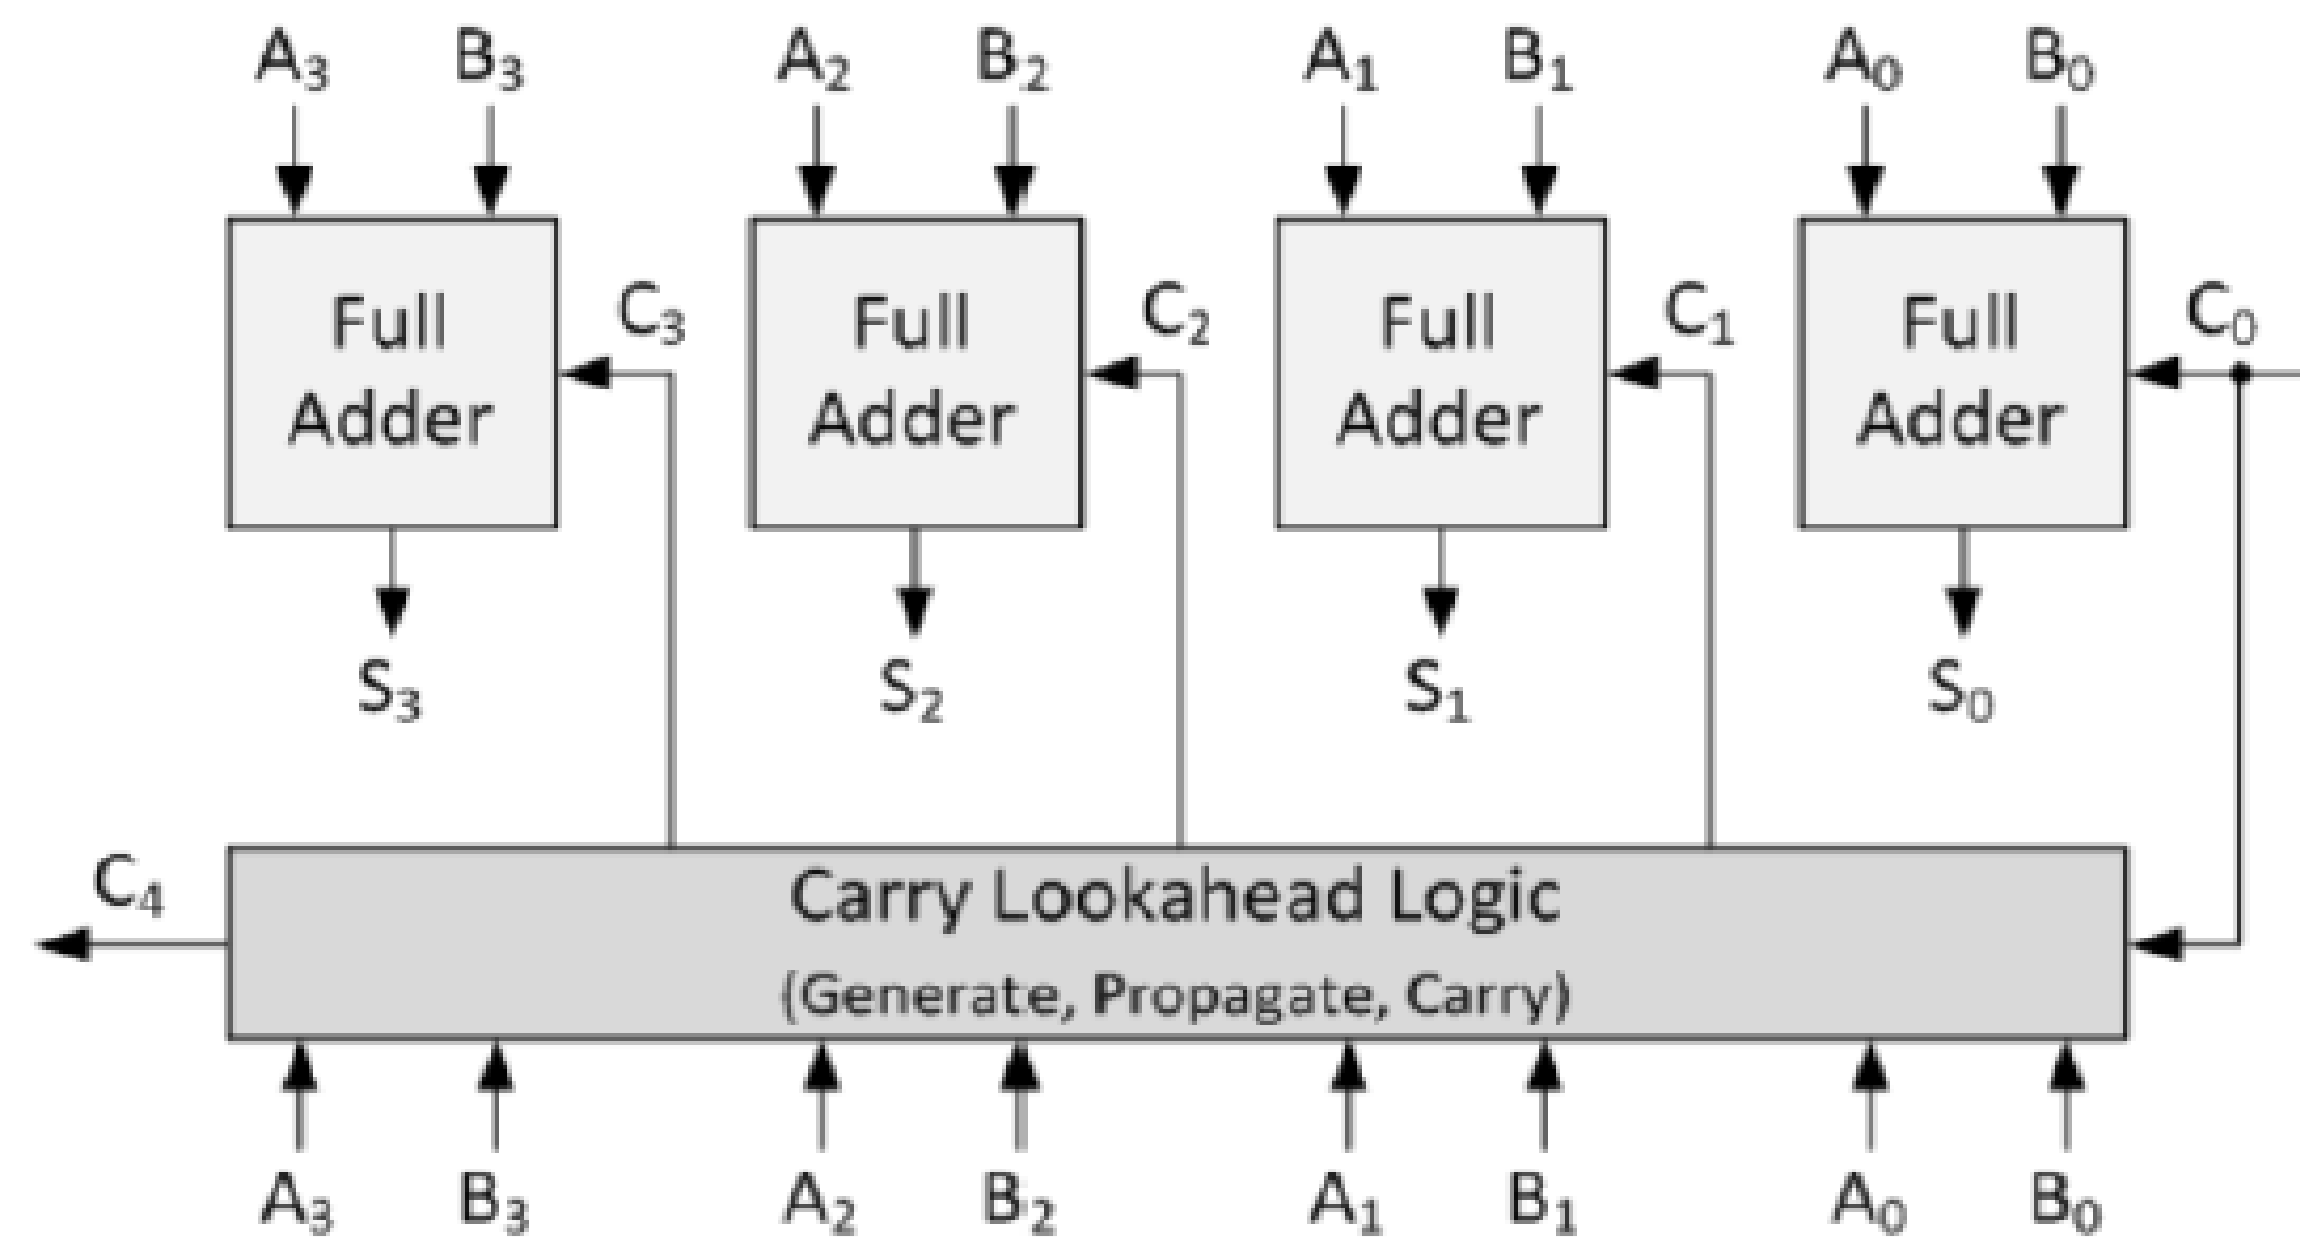 A₃ B₃ A₂ B₂ A₁ B₁ A₀ B₀
C₃ C₂ C₁ C₀
Full Adder
Full Adder
Full Adder
Full Adder
S₃ S₂ S₁ S₀
C₄
Carry Lookahead Logic
(Generate, Propagate, Carry)
A₃ B₃ A₂ B₂ A₁ B₁ A₀ B₀